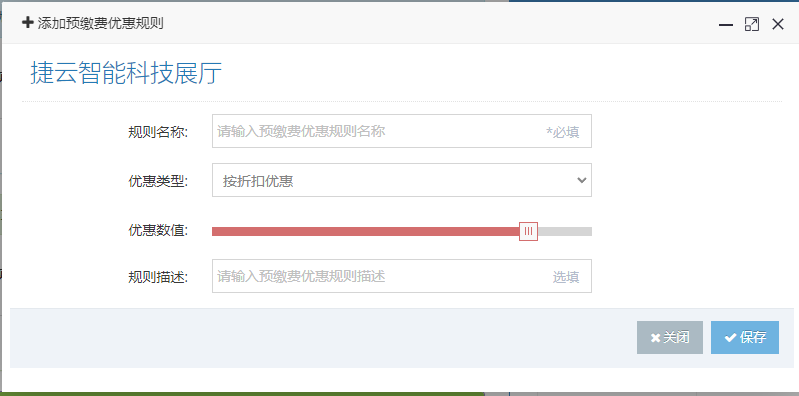 添加预缴费优惠规则
捷云智能科技展厅
规则名称: 请输入预缴费优惠规则名称 *必填
优惠类型: 按折扣优惠
优惠数值:
规则描述: 请输入预缴费优惠规则描述 选填
关闭 保存